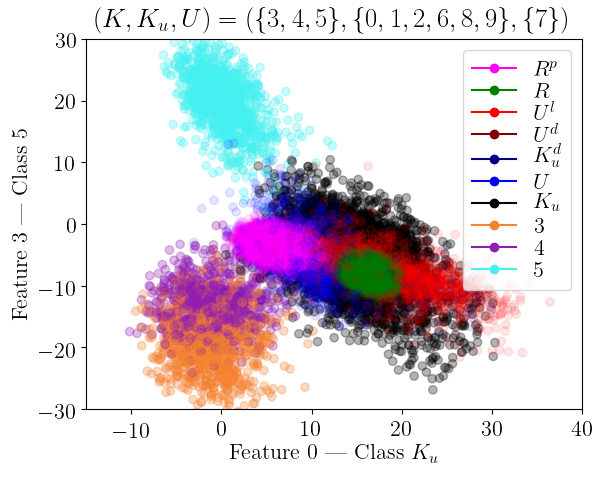 (K, K_u, U) = ({3, 4, 5}, {0, 1, 2, 6, 8, 9}, {7})
R^p
R
U^l
U^d
K_u^d
U
K_u
3
4
5
30
20
10
0
−10
−20
−30
Feature 3 — Class 5
−10
0
10
20
30
40
Feature 0 — Class K_u